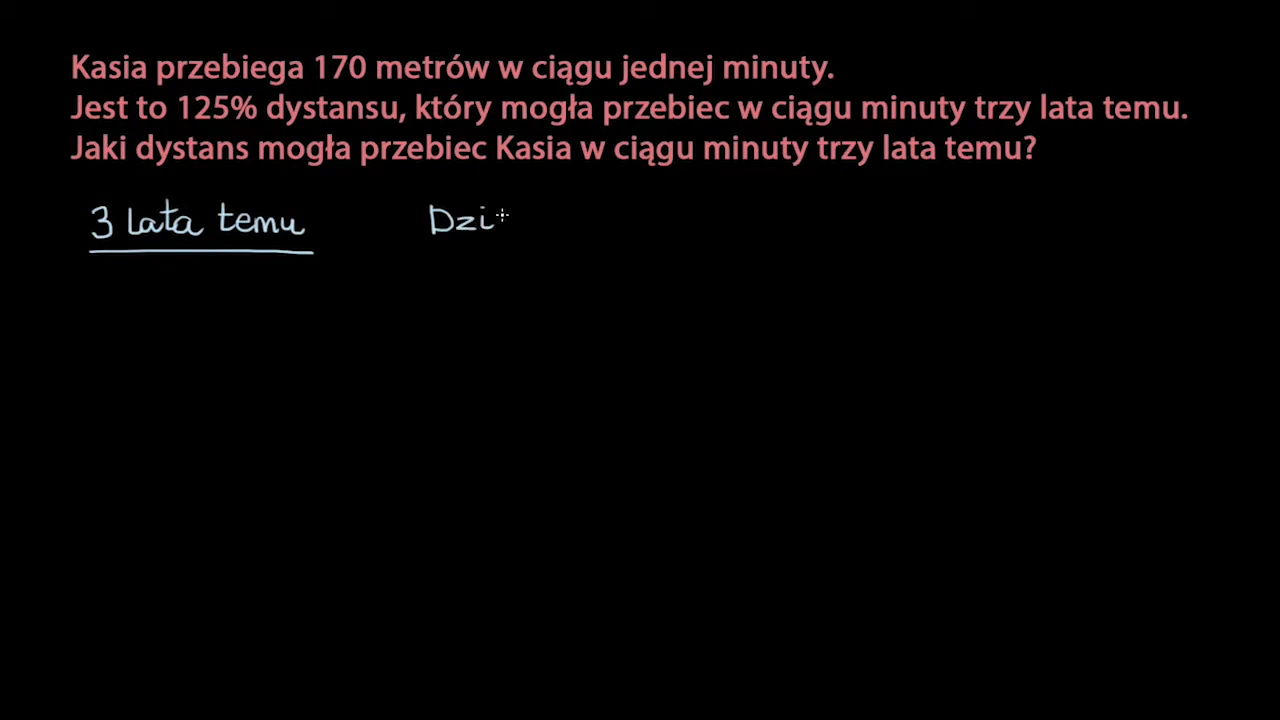 Kasia przebiega 170 metrów w ciągu jednej minuty.
Jest to 125% dystansu, który mogła przebiec w ciągu minuty trzy lata temu.
Jaki dystans mogła przebiec Kasia w ciągu minuty trzy lata temu?
3 lata temu Dzi